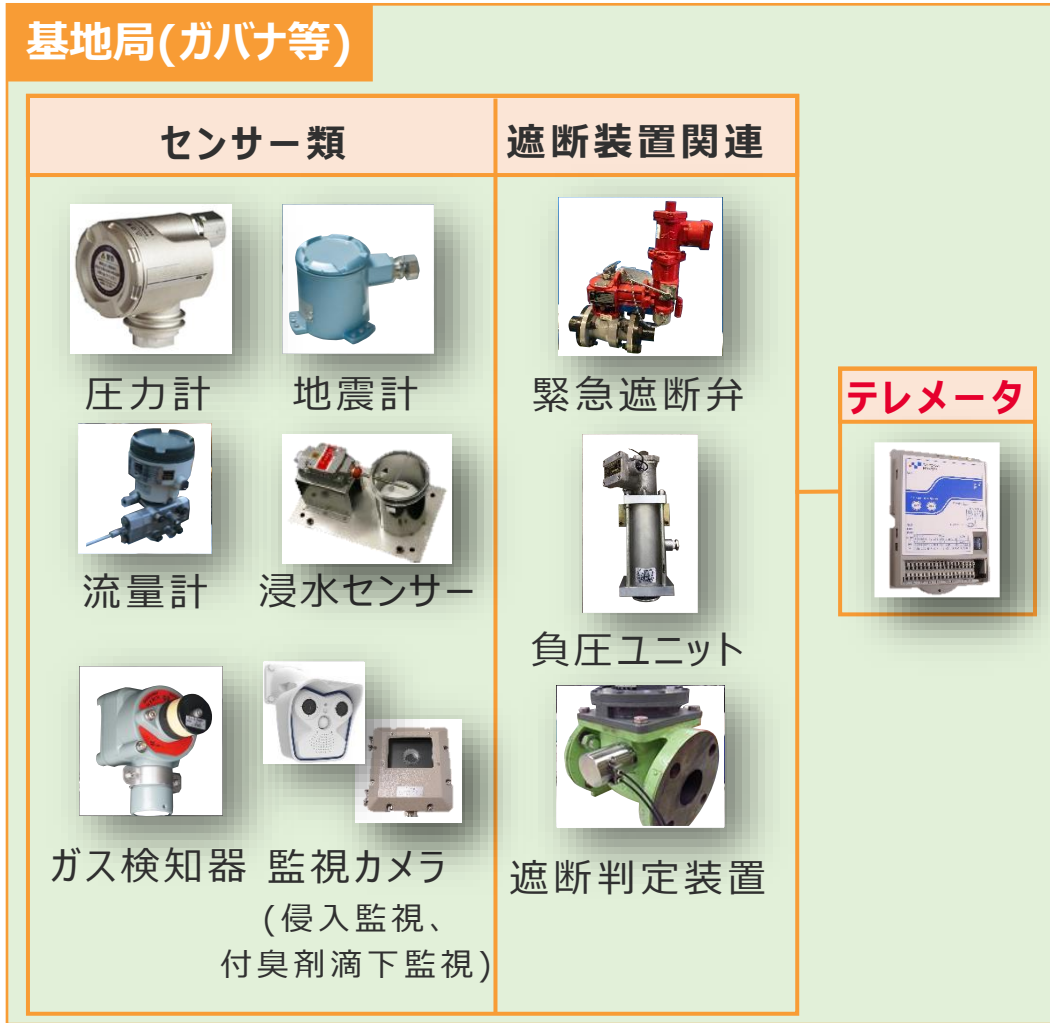 基地局(ガバナ等)
センサー類
遮断装置関連
圧力計
地震計
緊急遮断弁
テレメータ
流量計
浸水センサー
負圧ユニット
ガス検知器
監視カメラ
(侵入監視、
付臭剤滴下監視)
遮断判定装置